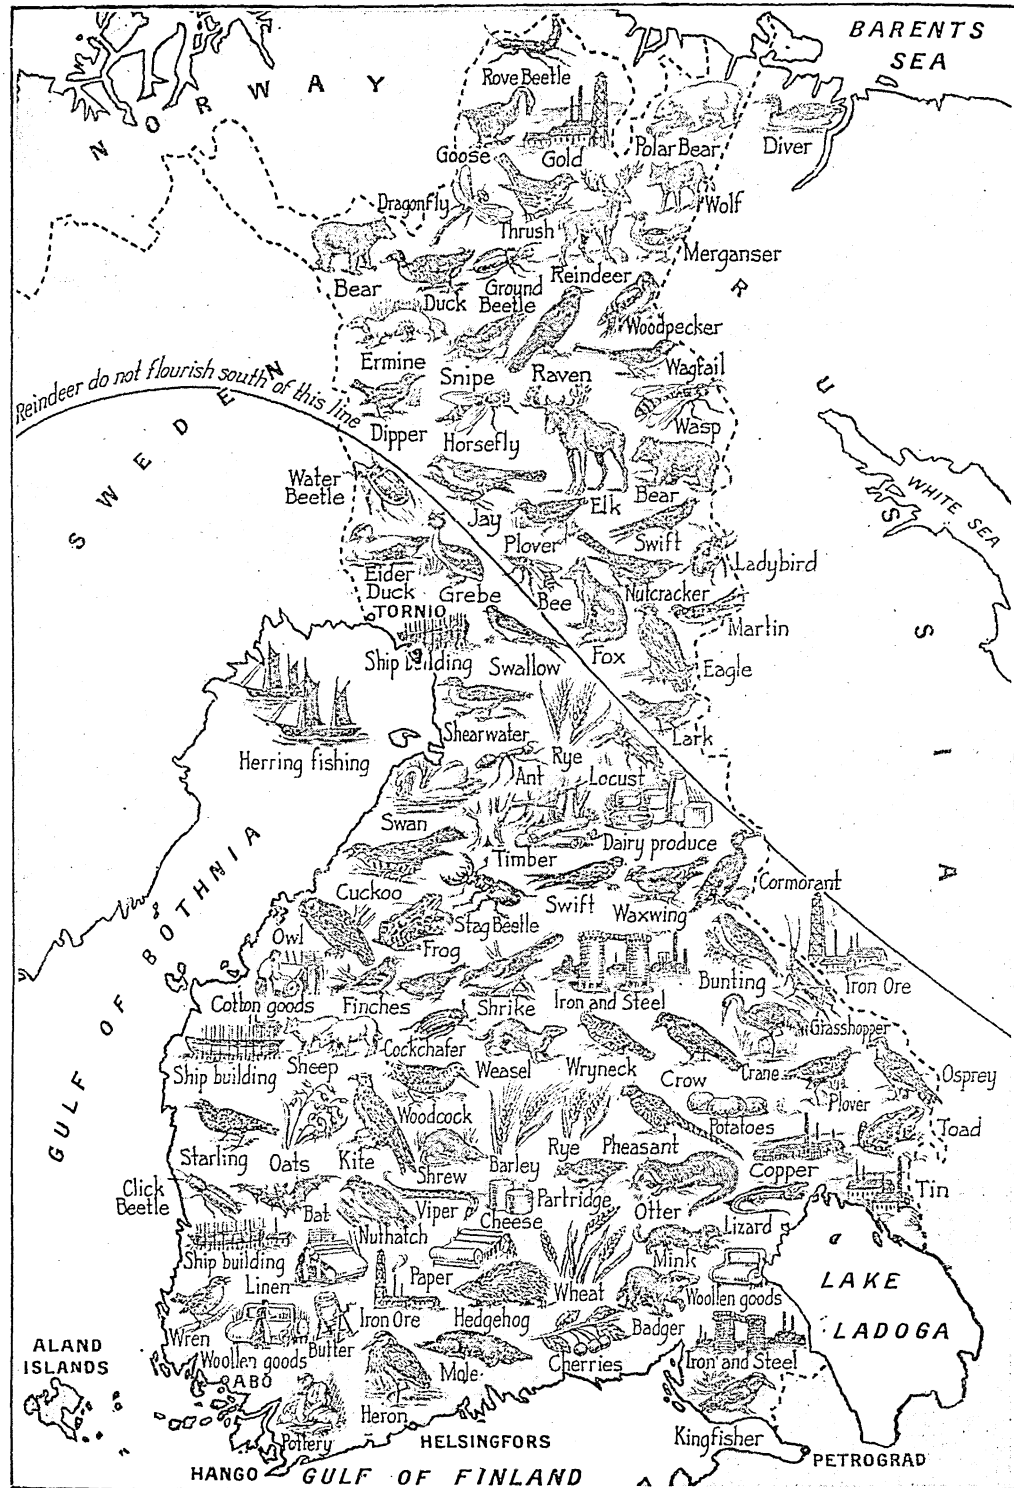 BARENTS
SEA
NORWAY
Rove Beetle
Goose
Gold
Polar Bear
Diver
Dragonfly
Thrush
Wolf
Merganser
Reindeer
Bear
Duck
Ground
Beetle
Woodpecker
Ermine
Snipe
Raven
Wagtail
Reindeer do not flourish south of this line
SWEDEN
RUSSIA
Dipper
Horsefly
Wasp
Water
Beetle
Jay
Elk
Bear
WHITE SEA
Plover
Swift
Ladybird
Eider
Duck
Grebe
Bee
Nutcracker
TORNIO
Martin
Ship building
Swallow
Fox
Eagle
Shearwater
Lark
Herring fishing
Rye
Ant
Locust
Swan
Timber
Dairy produce
GULF OF BOTHNIA
Cuckoo
Swift
Waxwing
Cormorant
Stag Beetle
Owl
Frog
Bunting
Iron Ore
Cotton goods
Finches
Shrike
Iron and Steel
Grasshopper
Cockchafer
Ship building
Sheep
Weasel
Wryneck
Crow
Crane
Plover
Osprey
Woodcock
Potatoes
Toad
Starling
Oats
Kite
Shrew
Barley
Rye
Pheasant
Copper
Click
Beetle
Bat
Viper
Cheese
Partridge
Otter
Lizard
Tin
Nuthatch
Ship building
Linen
Paper
Mink
Wheat
Woollen goods
LAKE
LADOGA
Wren
Woollen goods
Butter
Iron Ore
Hedgehog
Badger
ALAND
ISLANDS
ABO
Mole
Cherries
Iron and Steel
Heron
Pottery
HELSINGFORS
Kingfisher
PETROGRAD
HANGO
GULF OF FINLAND